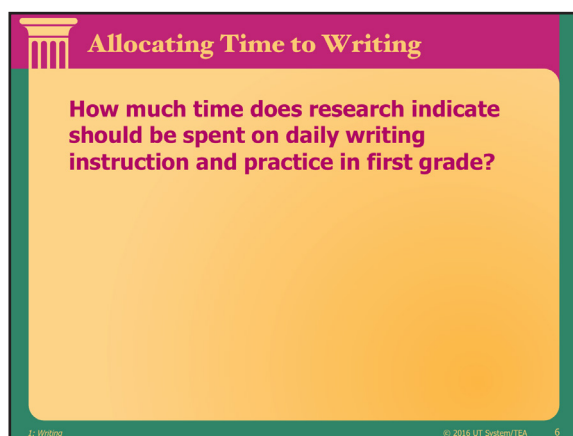 Allocating Time to Writing
How much time does research indicate
should be spent on daily writing
instruction and practice in first grade?
1: Writing
© 2016 UT System/TEA 6